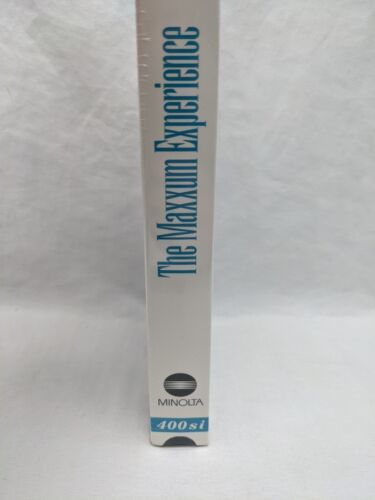 The Maxxum Experience
MINOLTA
400si